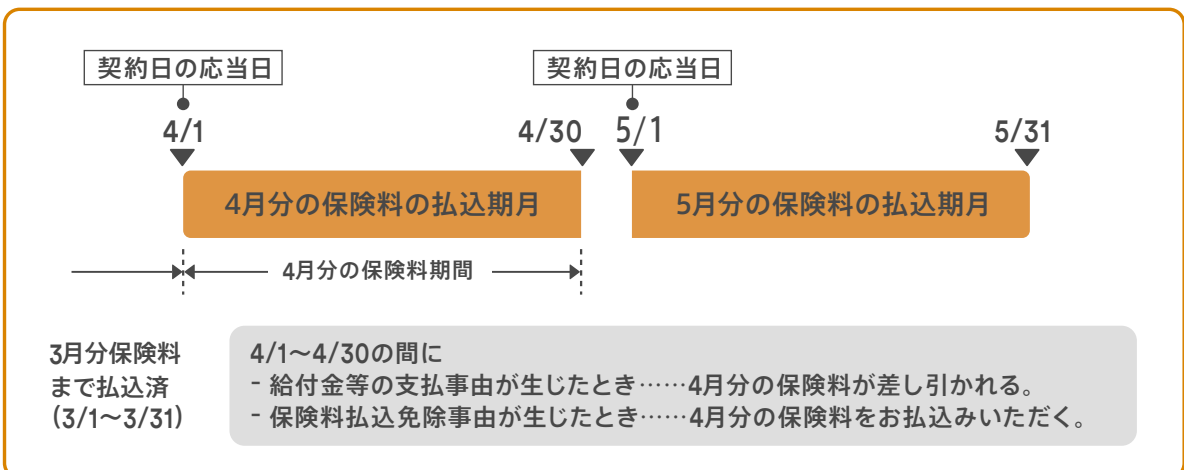 契約日の応当日 契約日の応当日
4/1 4/30 5/1 5/31
4月分の保険料の払込期月 5月分の保険料の払込期月
4月分の保険料期間
3月分保険料
まで払込済
(3/1〜3/31)
4/1〜4/30の間に
- 給付金等の支払事由が生じたとき……4月分の保険料が差し引かれる。
- 保険料払込免除事由が生じたとき……4月分の保険料をお払込みいただく。